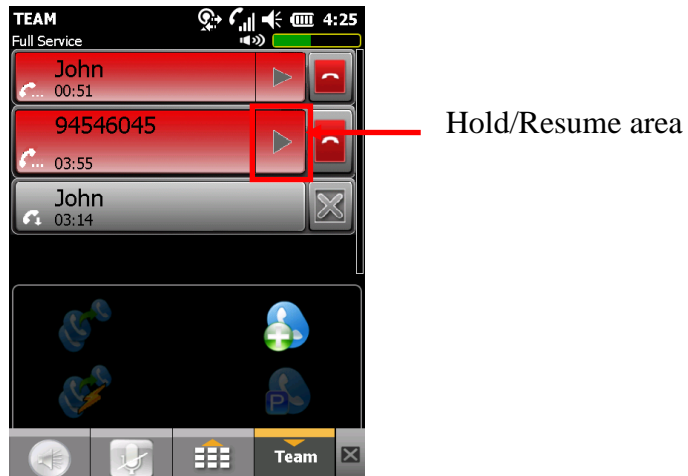 TEAM 4:25
Full Service
John
00:51
94546045
03:55
John
03:14
Hold/Resume area
P
Team